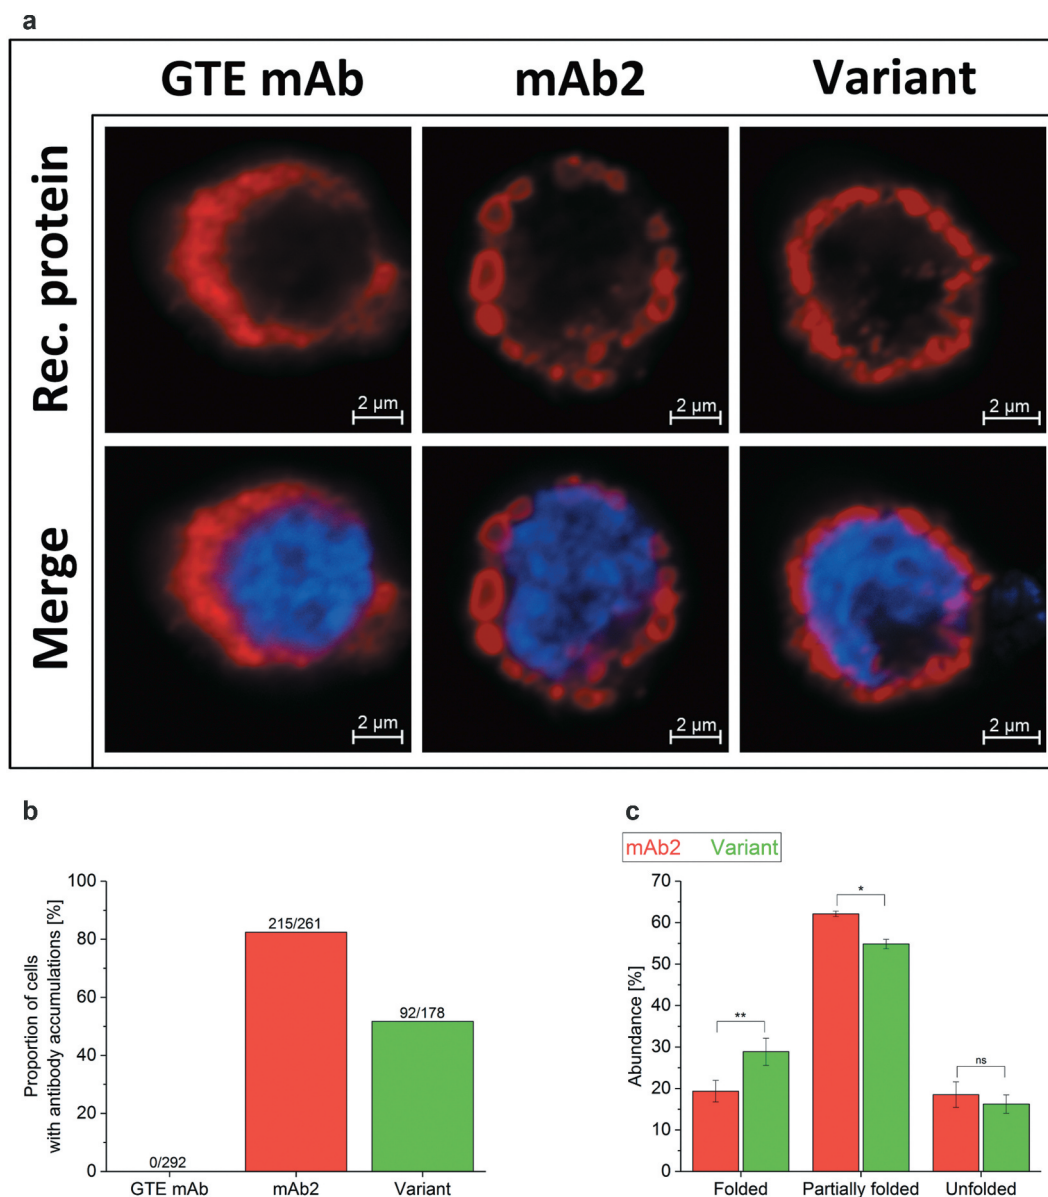 a
GTE mAb mAb2 Variant
Rec. protein
2 µm 2 µm 2 µm
Merge
2 µm 2 µm 2 µm
b
Proportion of cells
with antibody accumulations [%]
100
80
60
40
20
0
0/292
215/261
92/178
GTE mAb mAb2 Variant
c
mAb2 Variant
Abundance [%]
70
60
50
40
30
20
10
0
**
*
ns
Folded Partially folded Unfolded